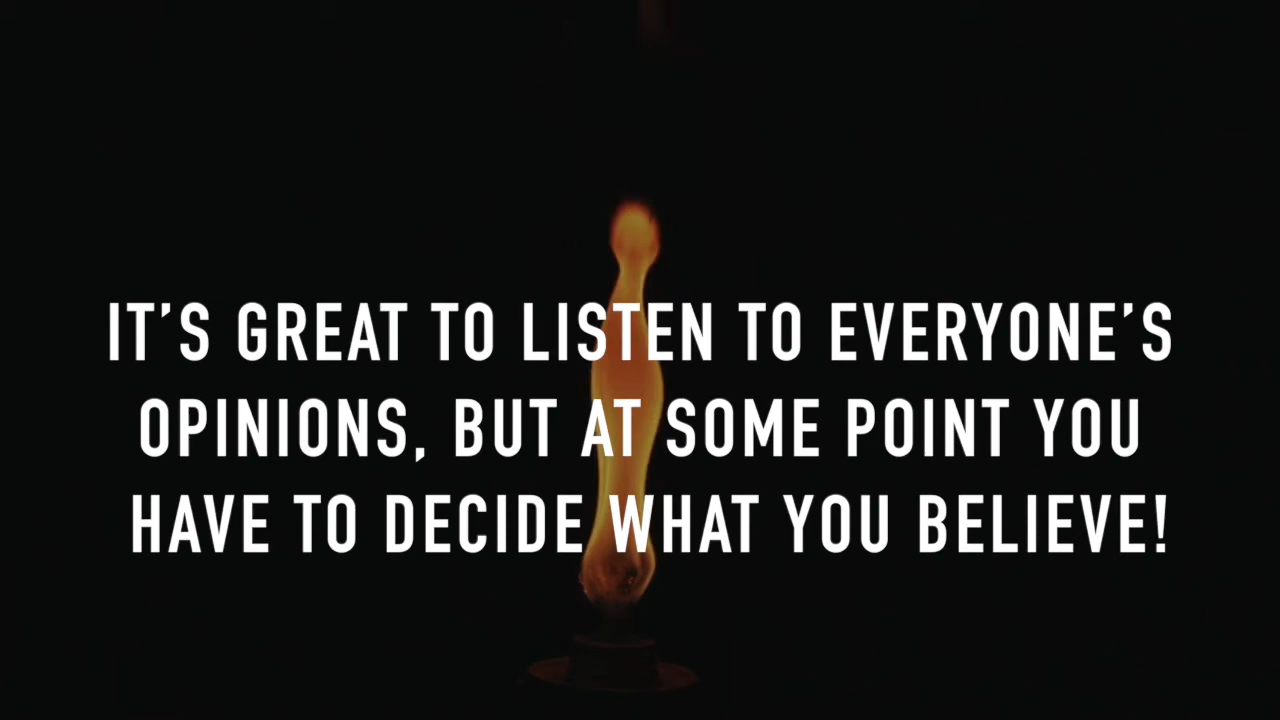 IT’S GREAT TO LISTEN TO EVERYONE’S
OPINIONS, BUT AT SOME POINT YOU
HAVE TO DECIDE WHAT YOU BELIEVE!